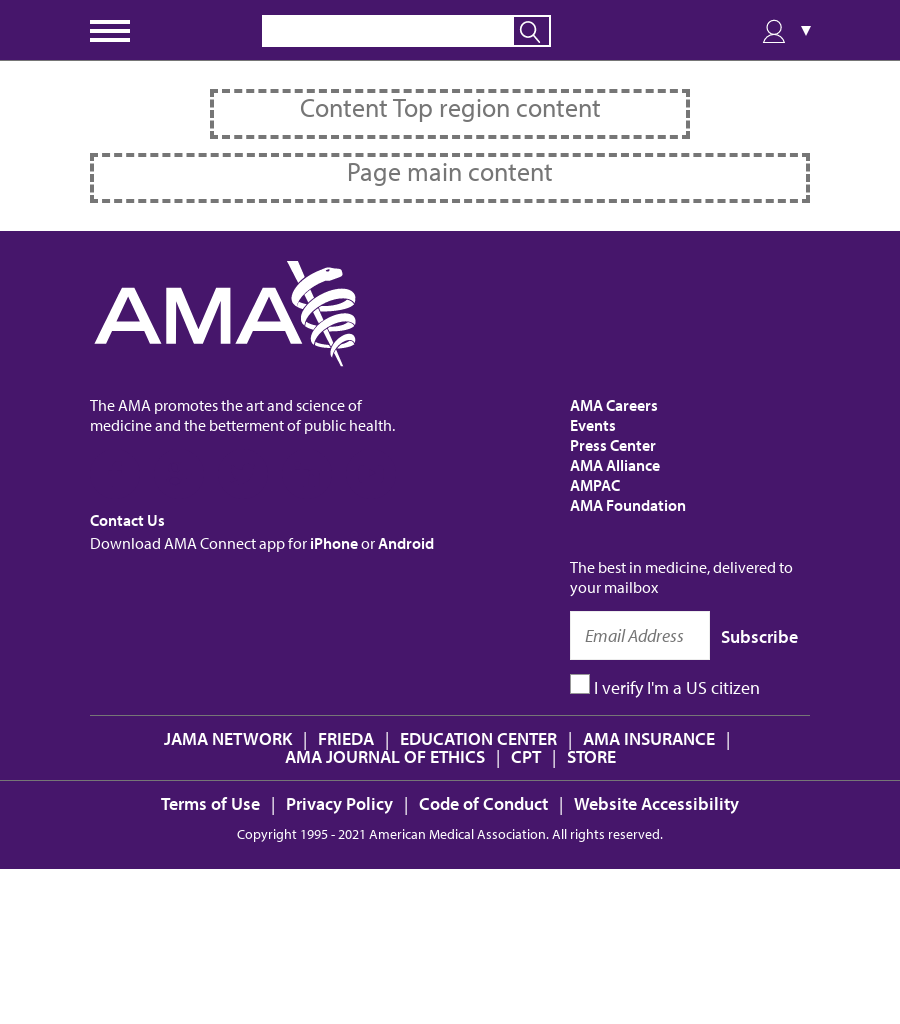 Content Top region content
Page main content
AMA
The AMA promotes the art and science of
medicine and the betterment of public health.
Contact Us
Download AMA Connect app for iPhone or Android
AMA Careers
Events
Press Center
AMA Alliance
AMPAC
AMA Foundation
The best in medicine, delivered to
your mailbox
Email Address Subscribe
I verify I'm a US citizen
JAMA NETWORK | FRIEDA | EDUCATION CENTER | AMA INSURANCE |
AMA JOURNAL OF ETHICS | CPT | STORE
Terms of Use | Privacy Policy | Code of Conduct | Website Accessibility
Copyright 1995 - 2021 American Medical Association. All rights reserved.